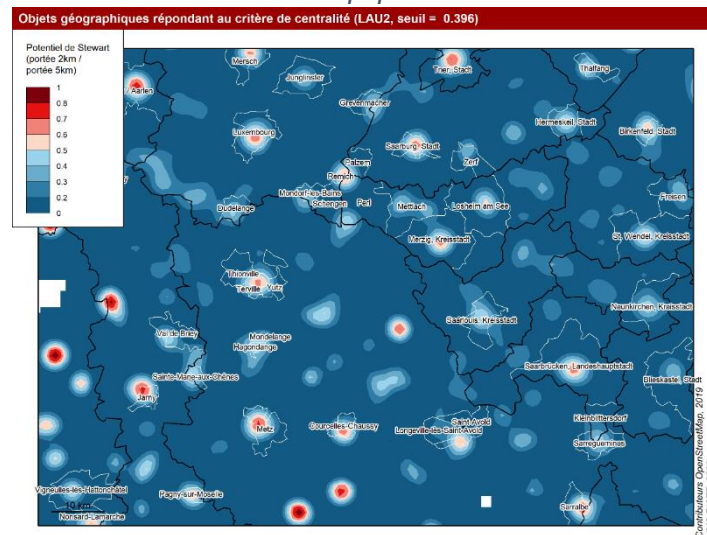 Objets géographiques répondant au critère de centralité (LAU2, seuil = 0.396)
Potentiel de Stewart
(portée 2km /
portée 5km)
1
0.8
0.7
0.6
0.5
0.4
0.3
0.2
0
Mersch
Junglinster
Trier, Stadt
Thalfang
Aarlen
Grevenmacher
Hermeskeil, Stadt
Birkenfeld, Stadt
Luxembourg
Saarburg, Stadt
Palzem
Zerf
Remich
Mondorf-les-Bains
Schengen
Perl
Mettlach
Losheim am See
Freisen
Dudelange
Merzig, Kreisstadt
St. Wendel, Kreisstadt
Thionville
Terville
Yutz
Neunkirchen, Kreisstadt
Saarlouis, Kreisstadt
Val de Briey
Mondelange
Hagondange
Saarbrücken, Landeshauptstadt
Sainte-Marie-aux-Chênes
Blieskastel, Stadt
Jarny
Metz
Courcelles-Chaussy
Saint-Avold
Longeville-lès-Saint-Avold
Kleinblittersdorf
Sarreguemines
Vigneulles-lès-Hattonchâtel
Pagny-sur-Moselle
10 km
Nonsard-Lamarche
Sarralbe
Contributeurs OpenStreetMap, 2019